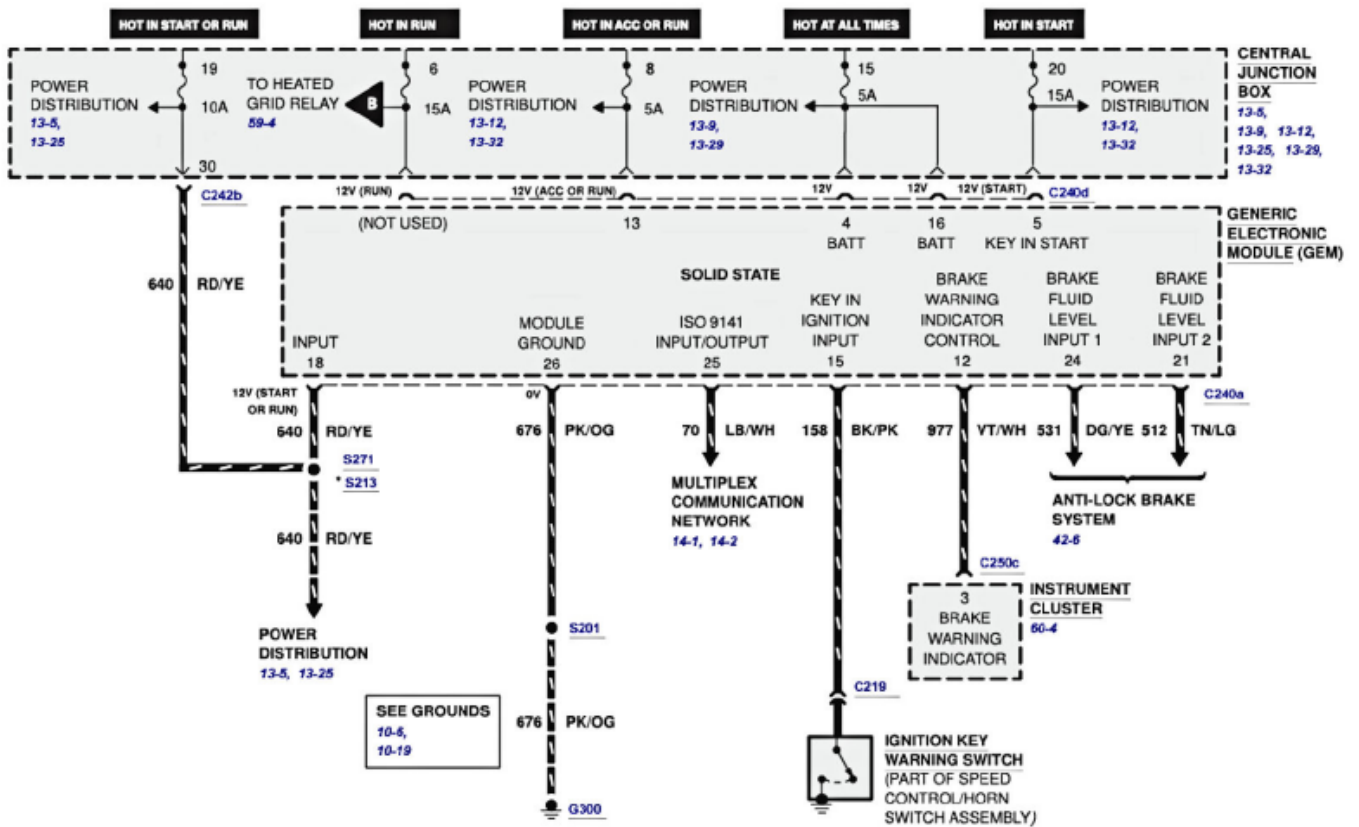 HOT IN START OR RUN
HOT IN RUN
HOT IN ACC OR RUN
HOT AT ALL TIMES
HOT IN START
19
10A
POWER
DISTRIBUTION
13-5,
13-25
30
TO HEATED
GRID RELAY
59-4
B
6
15A
POWER
DISTRIBUTION
13-12,
13-32
8
5A
POWER
DISTRIBUTION
13-9,
13-29
15
5A
20
15A
POWER
DISTRIBUTION
13-12,
13-32
CENTRAL
JUNCTION
BOX
13-5,
13-9, 13-12,
13-25, 13-29,
13-32
C242b
12V (RUN)
12V (ACC OR RUN)
12V
12V
12V (START)
C240d
(NOT USED)
13
4
BATT
16
BATT
5
KEY IN START
GENERIC
ELECTRONIC
MODULE (GEM)
SOLID STATE
INPUT
18
MODULE
GROUND
26
ISO 9141
INPUT/OUTPUT
25
KEY IN
IGNITION
INPUT
15
BRAKE
WARNING
INDICATOR
CONTROL
12
BRAKE
FLUID
LEVEL
INPUT 1
24
BRAKE
FLUID
LEVEL
INPUT 2
21
640 RD/YE
12V (START
OR RUN)
0V
C240a
640 RD/YE
676 PK/OG
70 LB/WH
158 BK/PK
977 VT/WH
531 DG/YE
512 TN/LG
S271
* S213
640 RD/YE
POWER
DISTRIBUTION
13-5, 13-25
MULTIPLEX
COMMUNICATION
NETWORK
14-1, 14-2
ANTI-LOCK BRAKE
SYSTEM
42-6
C250c
3
BRAKE
WARNING
INDICATOR
INSTRUMENT
CLUSTER
60-4
S201
C219
SEE GROUNDS
10-6,
10-19
676 PK/OG
G300
IGNITION KEY
WARNING SWITCH
(PART OF SPEED
CONTROL/HORN
SWITCH ASSEMBLY)